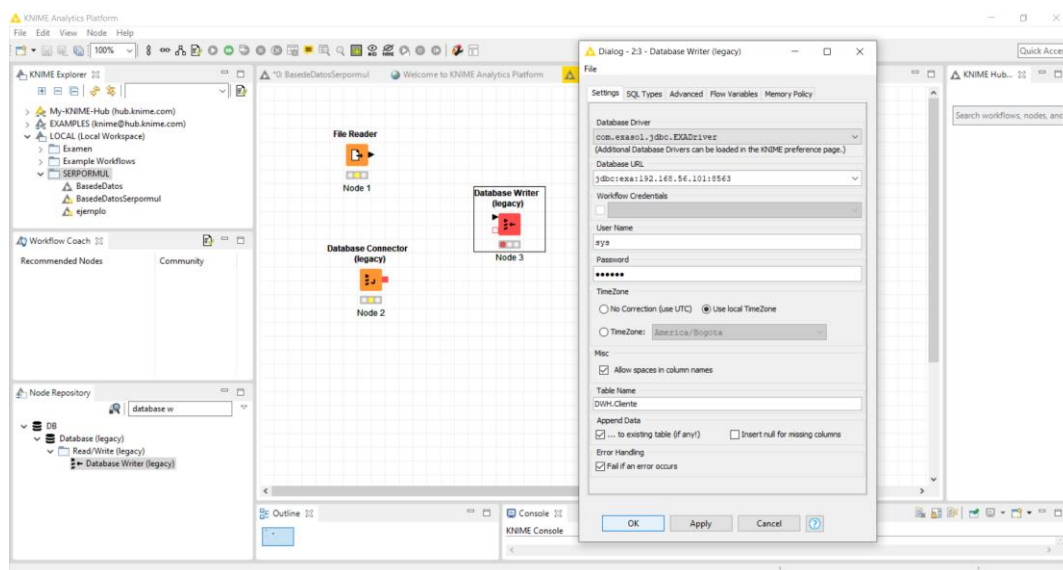 KNIME Analytics Platform
File Edit View Node Help
100%
Quick Acce
KNIME Explorer
My-KNIME-Hub (hub.knime.com)
EXAMPLES (knime@hub.knime.com)
LOCAL (Local Workspace)
Examen
Example Workflows
SERPORMUL
BasedeDatos
BasedeDatosSerpormul
ejemplo
Workflow Coach
Recommended Nodes Community
Node Repository
database w
DB
Database (legacy)
Read/Write (legacy)
Database Writer (legacy)
*0: BasedeDatosSerpormul Welcome to KNIME Analytics Platform
File Reader
Node 1
Database Writer
(legacy)
Node 3
Database Connector
(legacy)
Node 2
Outline
Console
KNIME Console
Dialog - 2:3 - Database Writer (legacy)
File
Settings SQL Types Advanced Flow Variables Memory Policy
Database Driver
com.exasol.jdbc.EXADriver
(Additional Database Drivers can be loaded in the KNIME preference page.)
Database URL
jdbc:exa:192.168.56.101:8563
Workflow Credentials
User Name
sys
Password
••••••
TimeZone
No Correction (use UTC) Use local TimeZone
TimeZone: America/Bogota
Misc
Allow spaces in column names
Table Name
DWH.Cliente
Append Data
... to existing table (if any!) Insert null for missing columns
Error Handling
Fail if an error occurs
OK Apply Cancel ?
KNIME Hub...
Search workflows, nodes, and